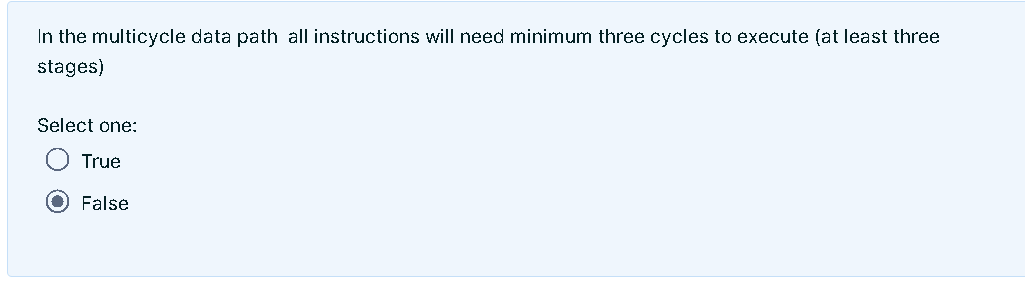 In the multicycle data path all instructions will need minimum three cycles to execute (at least three
stages)
Select one:
True
False